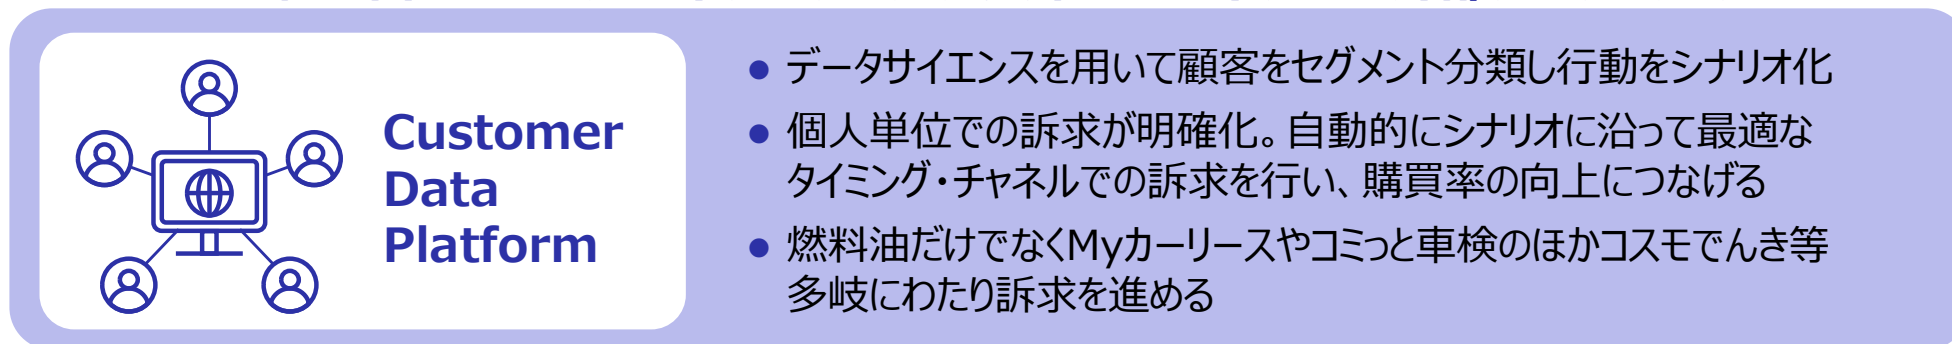 Customer
Data
Platform
● データサイエンスを用いて顧客をセグメント分類し行動をシナリオ化
● 個人単位での訴求が明確化。自動的にシナリオに沿って最適な
タイミング・チャネルでの訴求を行い、購買率の向上につなげる
● 燃料油だけでなくMyカーリースやコミっと車検のほかコスモでんき等
多岐にわたり訴求を進める